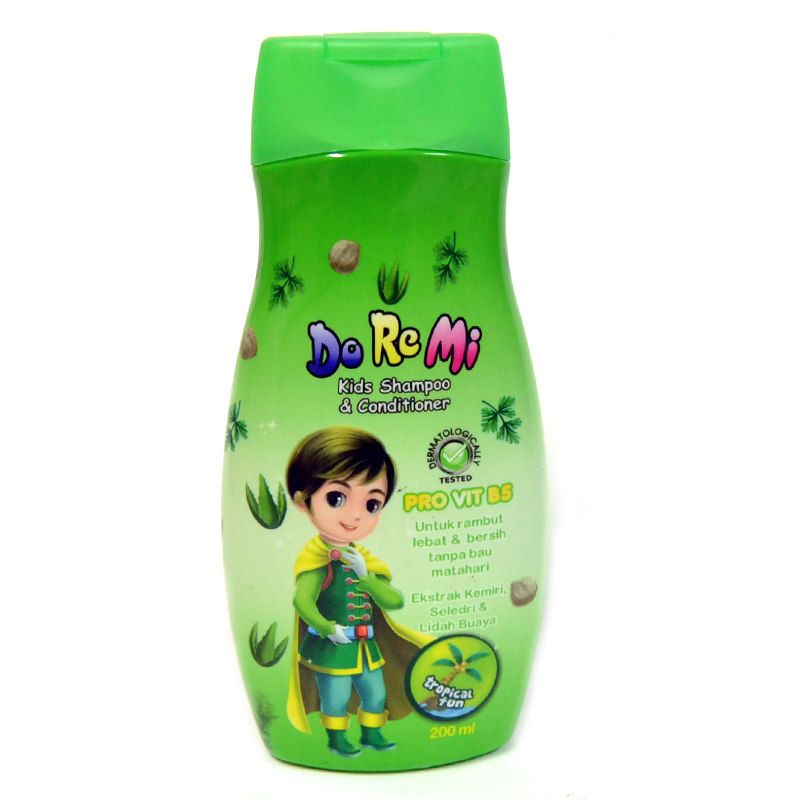 Do Re Mi
Kids Shampoo
& Conditioner
DERMATOLOGICALLY
TESTED
PRO VIT B5
Untuk rambut
lebat & bersih
tanpa bau
matahari
Ekstrak Kemiri,
Seledri &
Lidah Buaya
tropical
fun
200 ml